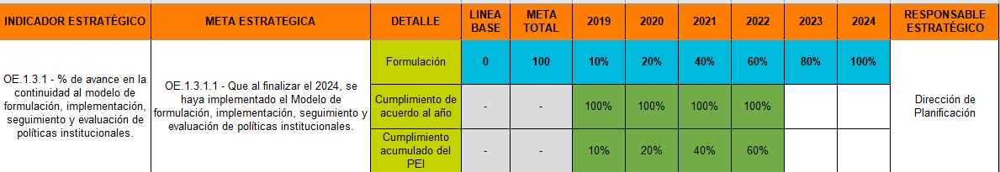 INDICADOR ESTRATÉGICO META ESTRATEGICA DETALLE LINEA BASE META TOTAL 2019 2020 2021 2022 2023 2024 RESPONSABLE ESTRATÉGICO
OE.1.3.1 - % de avance en la
continuidad al modelo de
formulación, implementación,
seguimiento y evaluación de
políticas institucionales.
OE.1.3.1.1 - Que al finalizar el 2024, se
haya implementado el Modelo de
formulación, implementación, seguimiento y
evaluación de políticas institucionales.
Formulación 0 100 10% 20% 40% 60% 80% 100%
Cumplimiento de
acuerdo al año
- - 100% 100% 100% 100%
Cumplimiento
acumulado del
PEI
- - 10% 20% 40% 60%
Dirección de
Planificación